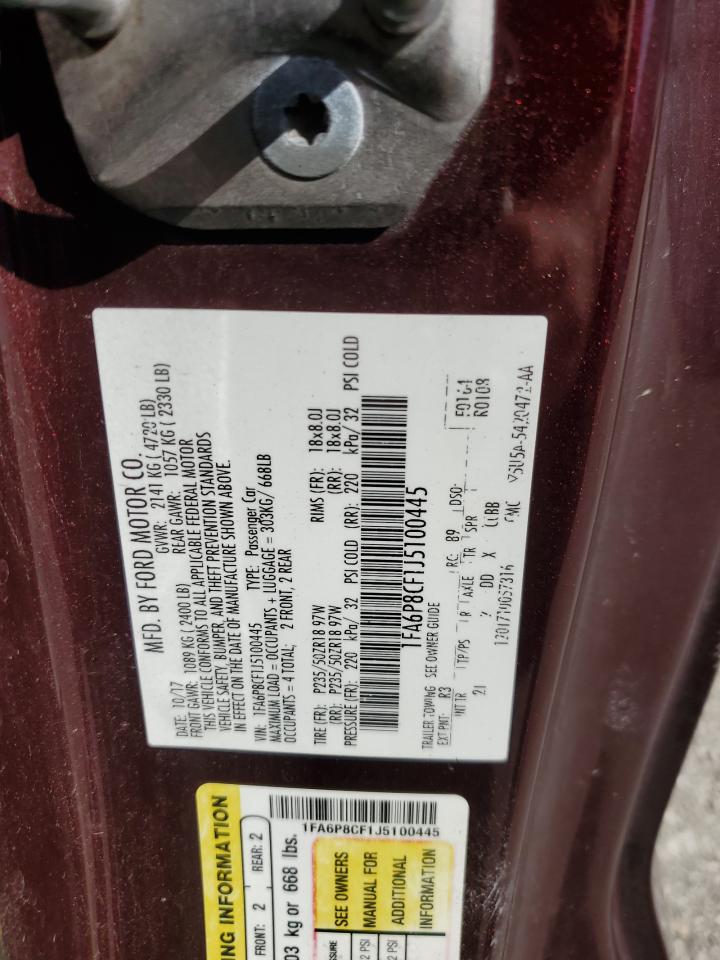 MFD. BY FORD MOTOR CO.
DATE: 10/17 GVWR: 2141 KG ( 4720 LB)
FRONT GAWR: 1089 KG ( 2400 LB) REAR GAWR: 1057 KG ( 2330 LB)
THIS VEHICLE CONFORMS TO ALL APPLICABLE FEDERAL MOTOR
VEHICLE SAFETY, BUMPER, AND THEFT PREVENTION STANDARDS
IN EFFECT ON THE DATE OF MANUFACTURE SHOWN ABOVE.
VIN: 1FA6P8CF1J5100445 TYPE: Passenger Car
MAXIMUM LOAD = OCCUPANTS + LUGGAGE = 303KG/ 668LB
OCCUPANTS = 4 TOTAL; 2 FRONT, 2 REAR
TIRE (FR): P235/50ZR18 97W RIMS (FR): 18x8.0J
(RR): P235/50ZR18 97W (RR): 18x8.0J
PRESSURE (FR): 220 kPa/ 32 PSI COLD (RR): 220 kPa/ 32 PSI COLD
1FA6P8CF1J5100445
TRAILER TOWING SEE OWNER GUIDE
EXT PNT: R3 RC: 89 DSO:
INT TR TP/PS R AXLE TR SPR
21 DD X
R0108
1FA6P8CF1J5100445
ING INFORMATION
FRONT: 2 REAR: 2
03 kg or 668 lbs.
SEE OWNERS
MANUAL FOR
ADDITIONAL
INFORMATION
2 PSI
2 PSI